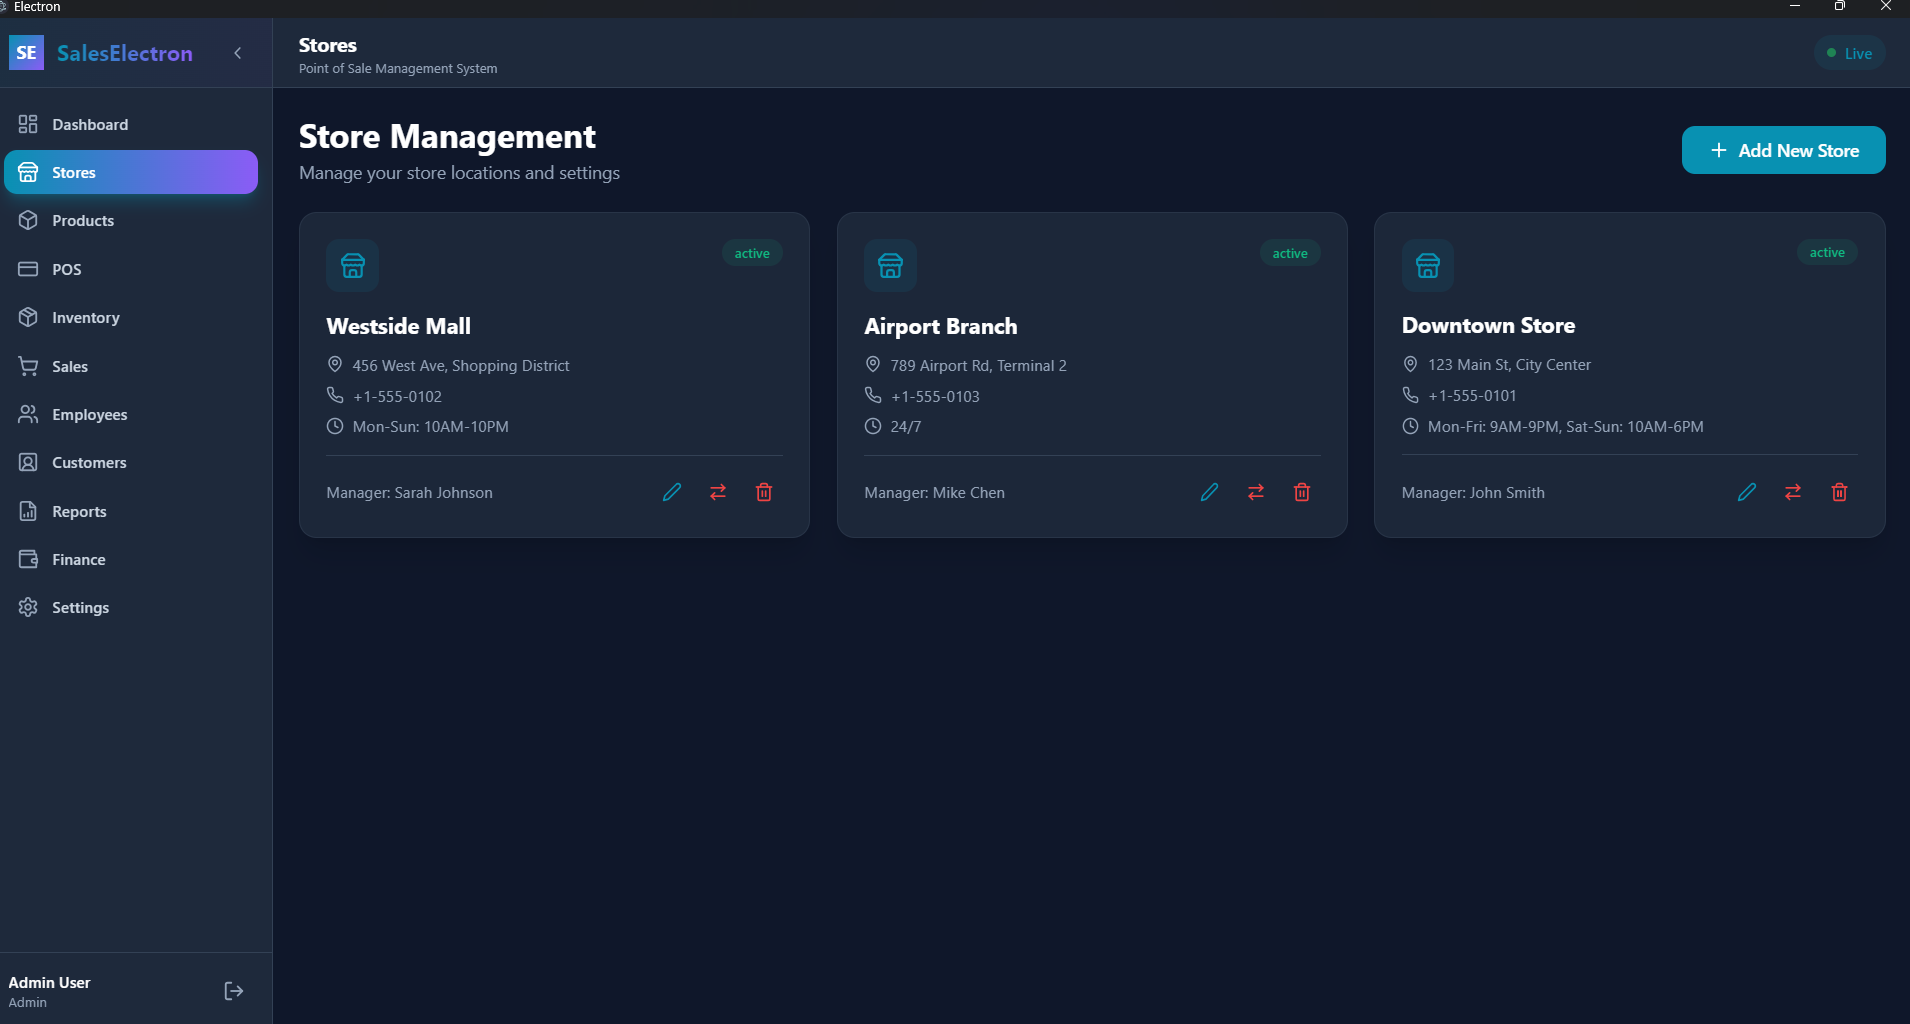 Electron
SE SalesElectron
Dashboard
Stores
Products
POS
Inventory
Sales
Employees
Customers
Reports
Finance
Settings
Admin User
Admin
Stores
Point of Sale Management System
Live
Store Management
Manage your store locations and settings
Add New Store
active
Westside Mall
456 West Ave, Shopping District
+1-555-0102
Mon-Sun: 10AM-10PM
Manager: Sarah Johnson
active
Airport Branch
789 Airport Rd, Terminal 2
+1-555-0103
24/7
Manager: Mike Chen
active
Downtown Store
123 Main St, City Center
+1-555-0101
Mon-Fri: 9AM-9PM, Sat-Sun: 10AM-6PM
Manager: John Smith